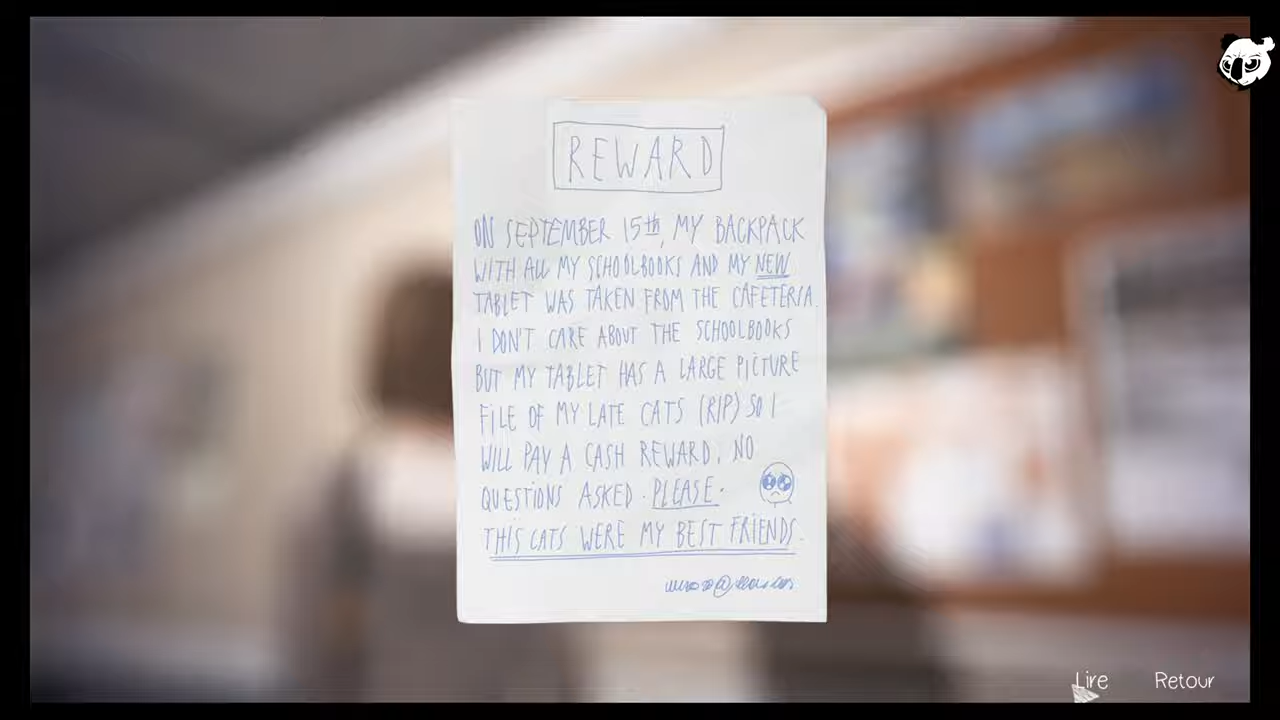 REWARD
ON SEPTEMBER 15th, MY BACKPACK
WITH ALL MY SCHOOLBOOKS AND MY NEW
TABLET WAS TAKEN FROM THE CAFETERIA.
I DON'T CARE ABOUT THE SCHOOLBOOKS
BUT MY TABLET HAS A LARGE PICTURE
FILE OF MY LATE CATS (RIP) SO I
WILL PAY A CASH REWARD. NO
QUESTIONS ASKED. PLEASE.
THIS CATS WERE MY BEST FRIENDS.
Lire Retour